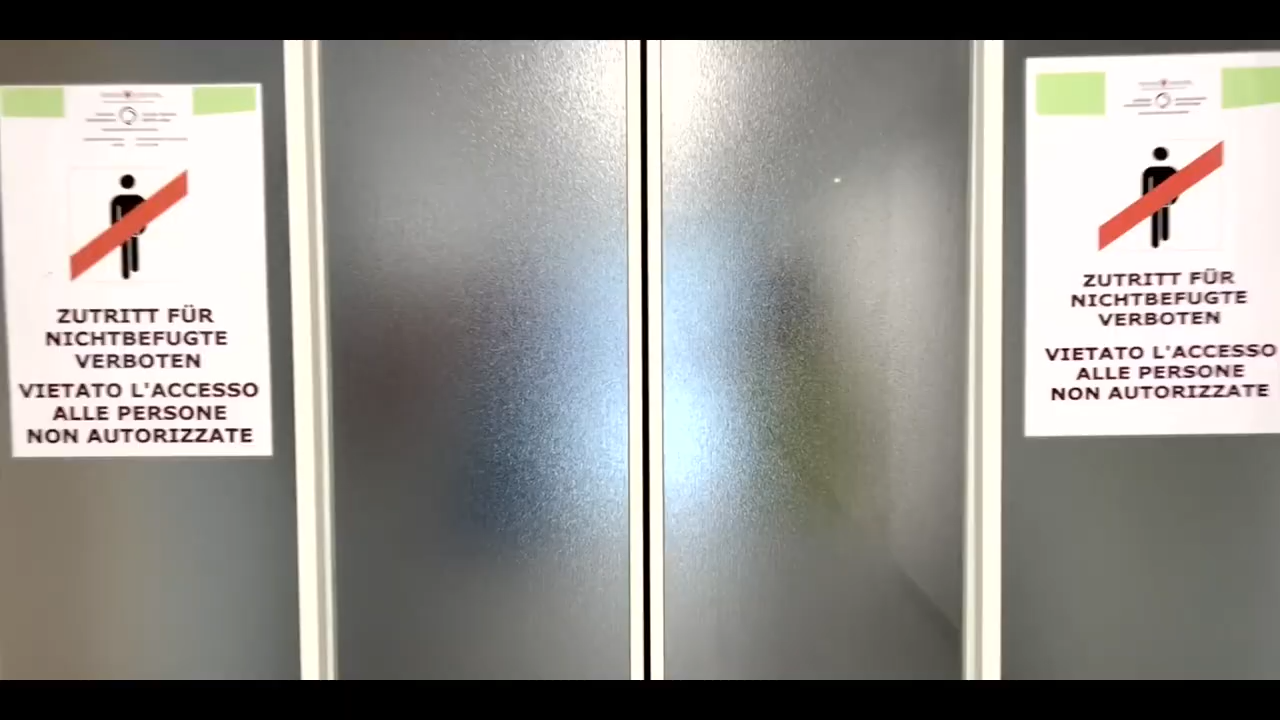 ZUTRITT FÜR
NICHTBEFUGTE
VERBOTEN
VIETATO L'ACCESSO
ALLE PERSONE
NON AUTORIZZATE
ZUTRITT FÜR
NICHTBEFUGTE
VERBOTEN
VIETATO L'ACCESSO
ALLE PERSONE
NON AUTORIZZATE